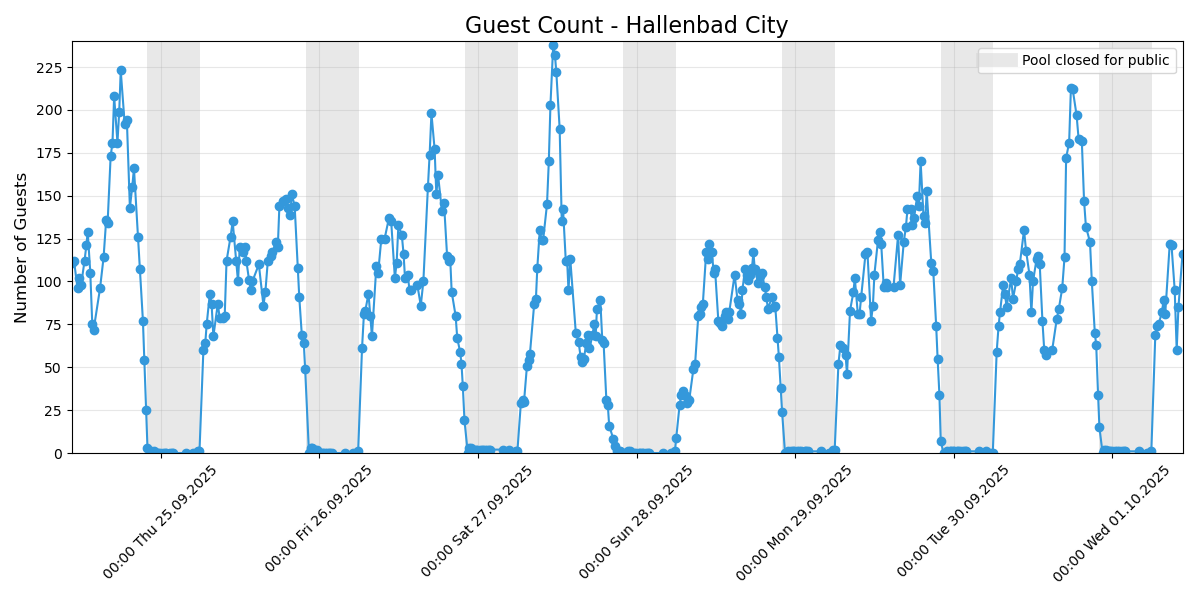 Guest Count - Hallenbad City
Pool closed for public
Number of Guests
225
200
175
150
125
100
75
50
25
0
00:00 Thu 25.09.2025
00:00 Fri 26.09.2025
00:00 Sat 27.09.2025
00:00 Sun 28.09.2025
00:00 Mon 29.09.2025
00:00 Tue 30.09.2025
00:00 Wed 01.10.2025